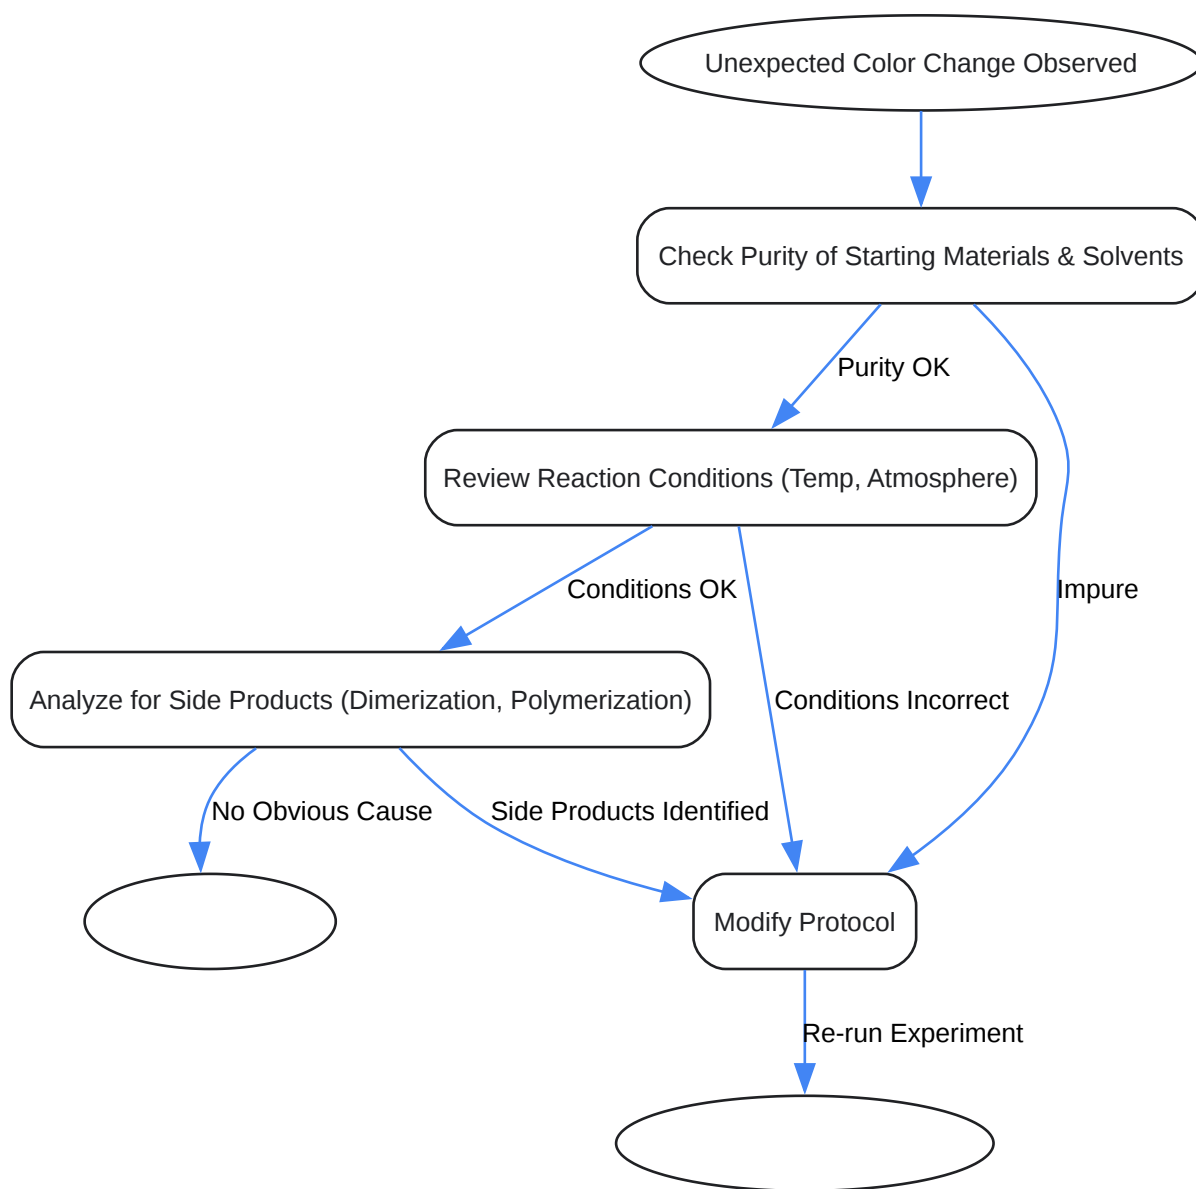 Unexpected Color Change Observed
Check Purity of Starting Materials & Solvents
Purity OK
Review Reaction Conditions (Temp, Atmosphere)
Conditions OK
Impure
Analyze for Side Products (Dimerization, Polymerization)
Conditions Incorrect
No Obvious Cause
Side Products Identified
Modify Protocol
Re-run Experiment